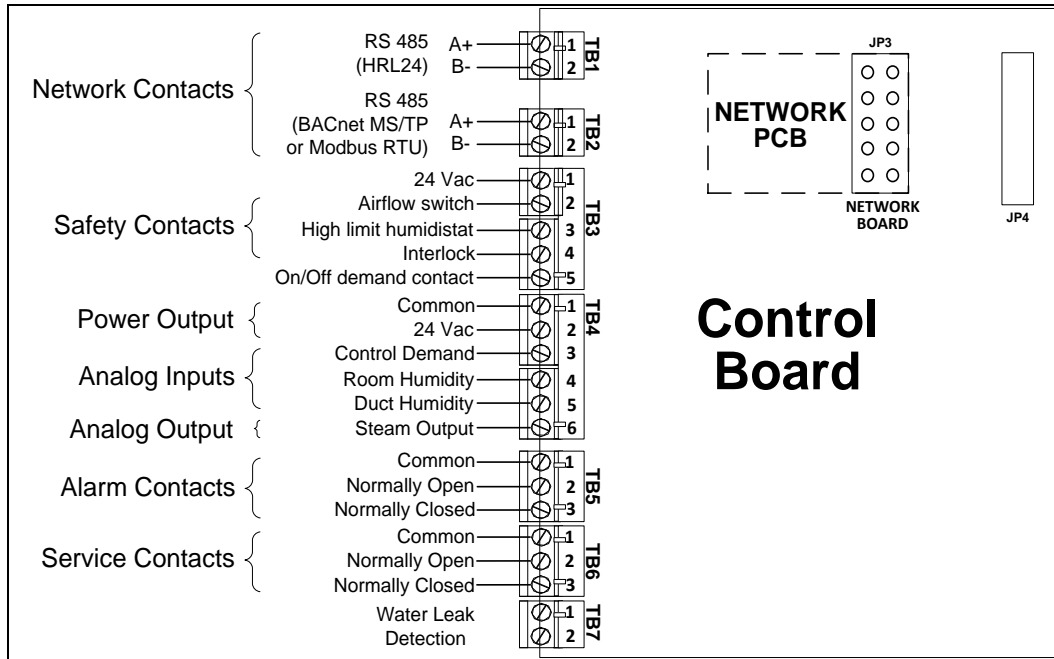 Network Contacts
RS 485 A+
(HRL24) B-
1
2
TB1
RS 485
(BACnet MS/TP A+
or Modbus RTU) B-
1
2
TB2
Safety Contacts
24 Vac 1
Airflow switch 2
High limit humidistat 3
Interlock 4
On/Off demand contact 5
TB3
Power Output
Common 1
24 Vac 2
Analog Inputs
Control Demand 3
Room Humidity 4
Duct Humidity 5
Analog Output
Steam Output 6
TB4
Alarm Contacts
Common 1
Normally Open 2
Normally Closed 3
TB5
Service Contacts
Common 1
Normally Open 2
Normally Closed 3
TB6
Water Leak 1
Detection 2
TB7
JP3
NETWORK
PCB
NETWORK
BOARD
JP4
Control
Board